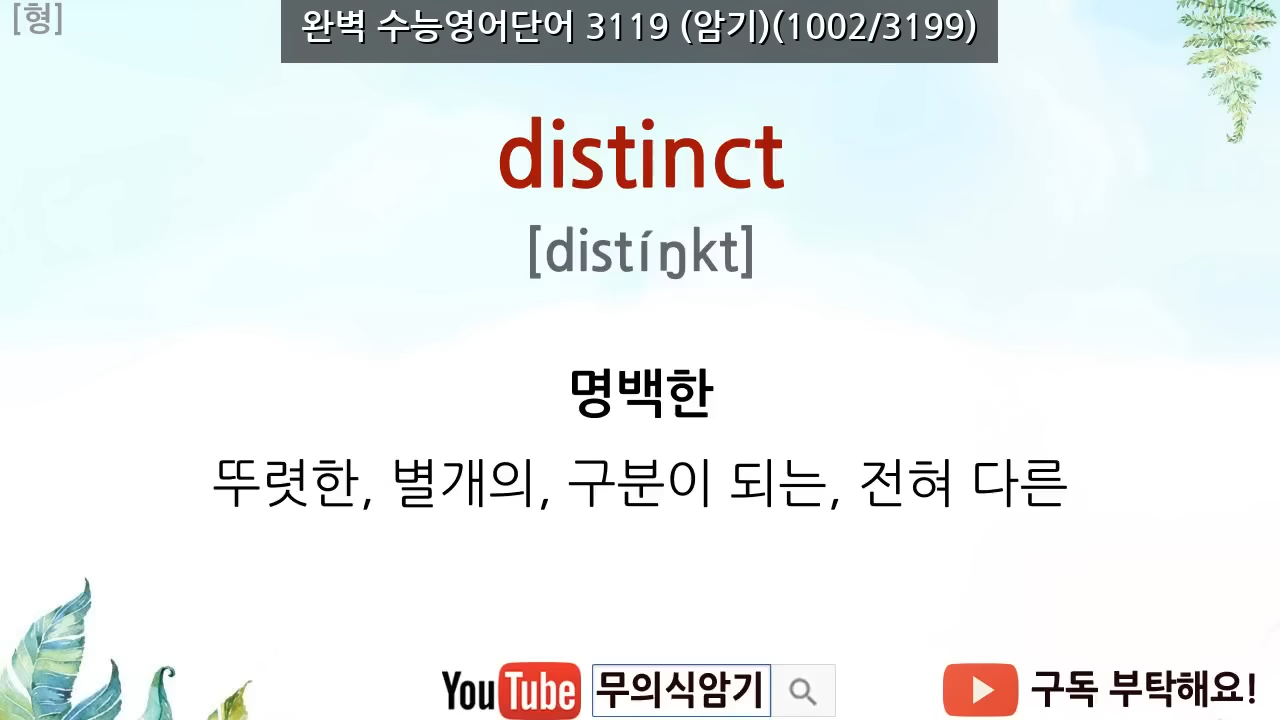 [형]
완벽 수능영어단어 3119 (암기)(1002/3199)
distinct
[distíŋkt]
명백한
뚜렷한, 별개의, 구분이 되는, 전혀 다른
YouTube 무의식암기 구독 부탁해요!